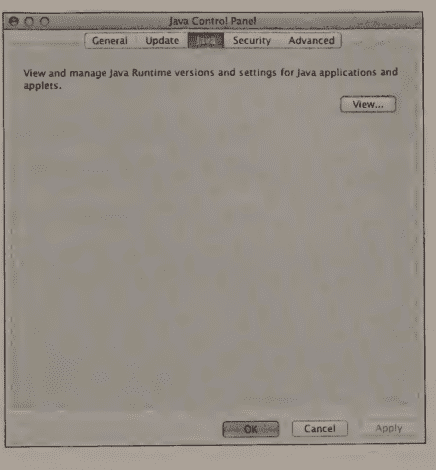 Java Control Panel
General Update Java Security Advanced
View and manage Java Runtime versions and settings for Java applications and
applets.
View...
OK Cancel Apply